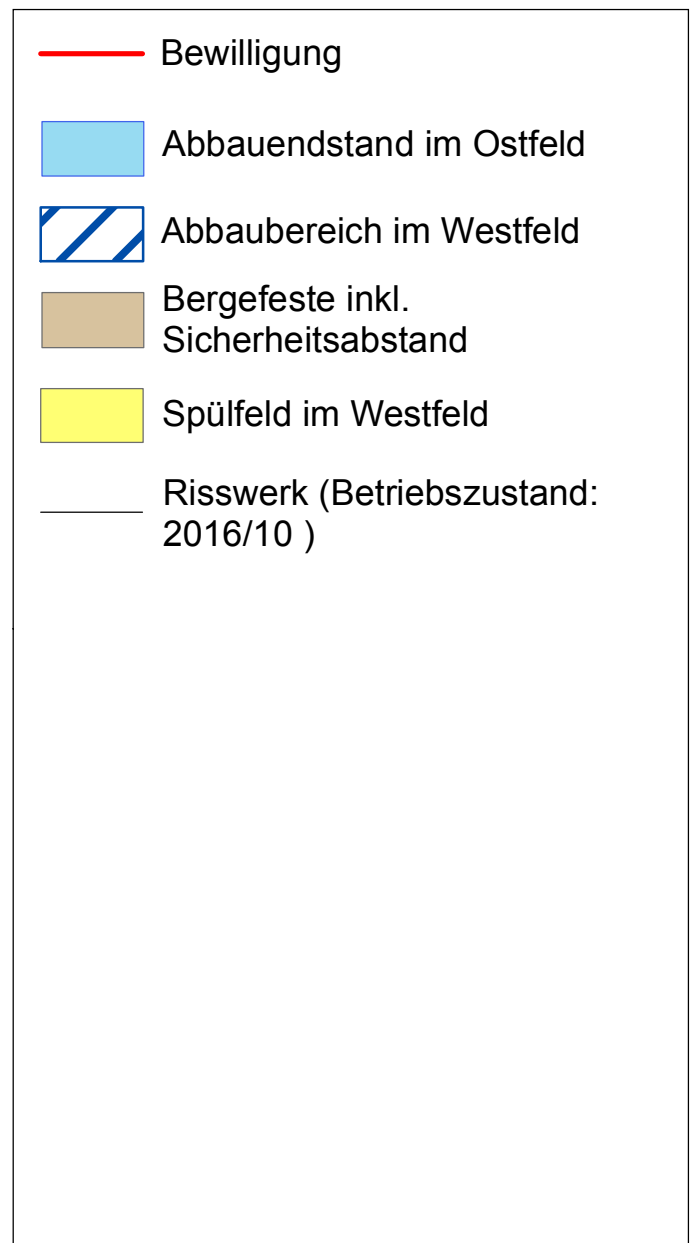 Bewilligung
Abbauendstand im Ostfeld
Abbaubereich im Westfeld
Bergefeste inkl.
Sicherheitsabstand
Spülfeld im Westfeld
Risswerk (Betriebszustand:
2016/10 )